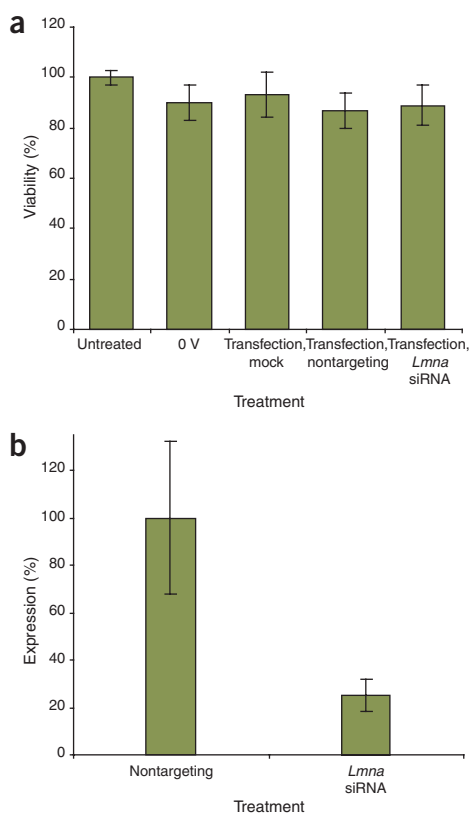 a
120
100
80
60
40
20
0
Viability (%)
Untreated
0 V
Transfection,
mock
Transfection,
nontargeting
Transfection,
Lmna
siRNA
Treatment
b
120
100
80
60
40
20
0
Expression (%)
Nontargeting
Lmna
siRNA
Treatment